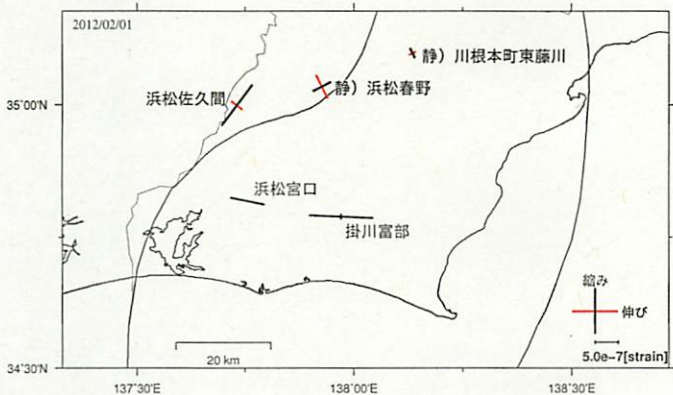 2012/02/01
静）川根本町東藤川
浜松佐久間
静）浜松春野
35°00'N
浜松宮口
掛川富部
縮み
伸び
5.0e-7[strain]
20 km
34°30'N
137°30'E
138°00'E
138°30'E